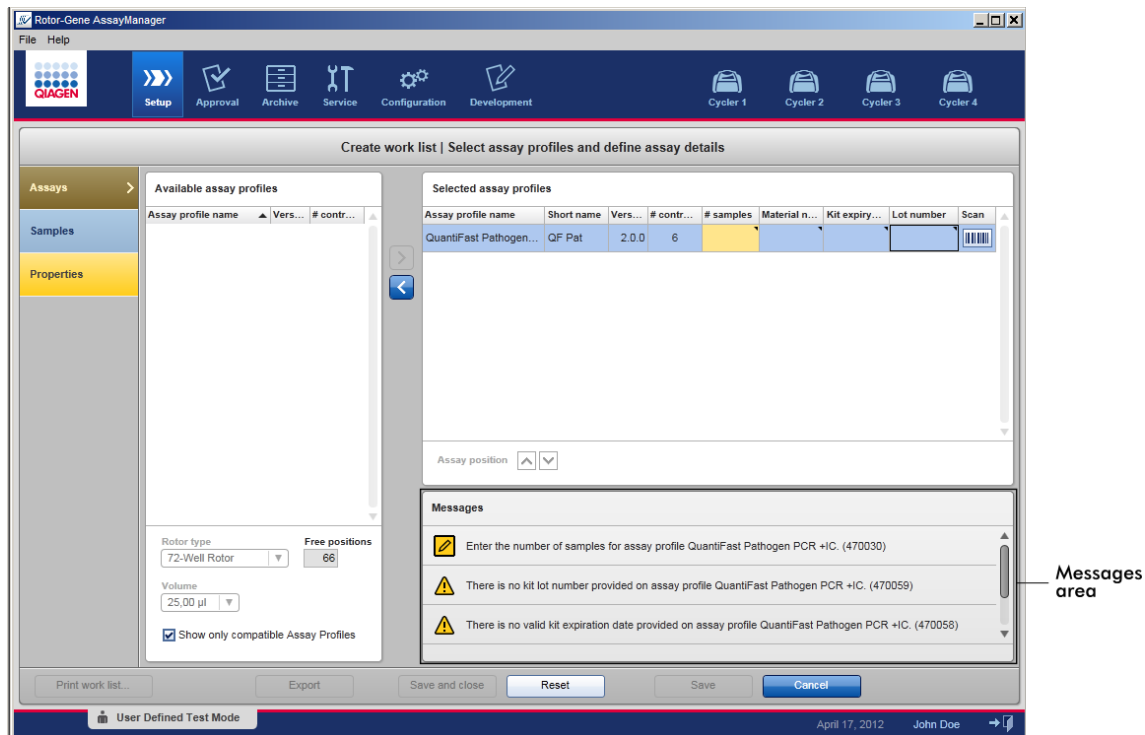 Rotor-Gene AssayManager
File Help
QIAGEN
Setup Approval Archive Service Configuration Development Cycler 1 Cycler 2 Cycler 3 Cycler 4
Create work list | Select assay profiles and define assay details
Assays
Samples
Properties
Available assay profiles
Assay profile name Vers... # contr...
Rotor type Free positions
72-Well Rotor 66
Volume
25,00 µl
Show only compatible Assay Profiles
Selected assay profiles
Assay profile name Short name Vers... # contr... # samples Material n... Kit expiry... Lot number Scan
QuantiFast Pathogen... QF Pat 2.0.0 6
Assay position
Messages
Enter the number of samples for assay profile QuantiFast Pathogen PCR +IC. (470030)
There is no kit lot number provided on assay profile QuantiFast Pathogen PCR +IC. (470059)
There is no valid kit expiration date provided on assay profile QuantiFast Pathogen PCR +IC. (470058)
Messages
area
Print work list... Export Save and close Reset Save Cancel
User Defined Test Mode April 17, 2012 John Doe